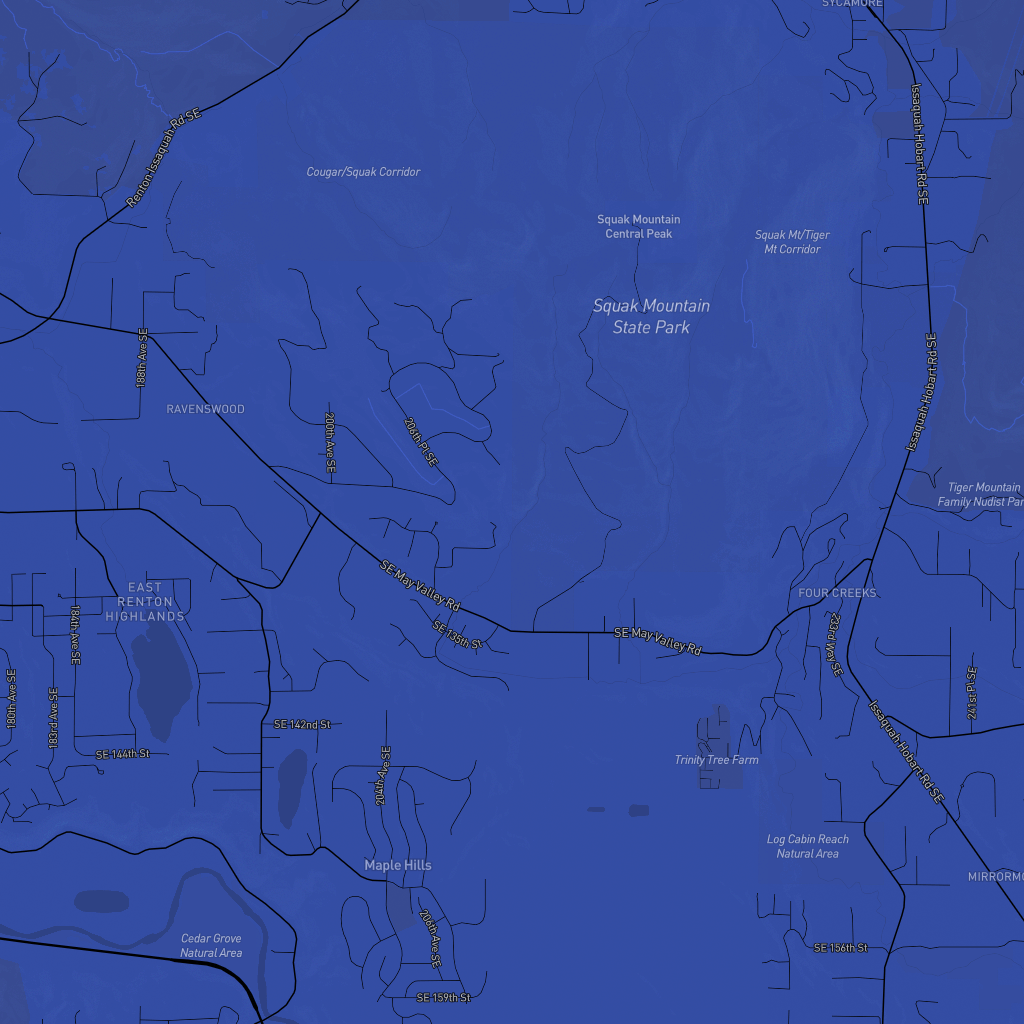 SYCAMORE
Issaquah Hobart Rd SE
Renton Issaquah Rd SE
Cougar/Squak Corridor
Squak Mountain
Central Peak
Squak Mt/Tiger
Mt Corridor
Squak Mountain
State Park
188th Ave SE
Issaquah Hobart Rd SE
RAVENSWOOD
200th Ave SE
206th Pl SE
Tiger Mountain
Family Nudist Par
SE May Valley Rd
EAST
RENTON
HIGHLANDS
FOUR CREEKS
184th Ave SE
SE 135th St
SE May Valley Rd
233rd Way SE
180th Ave SE
183rd Ave SE
241st Pl SE
SE 142nd St
Issaquah Hobart Rd SE
SE 144th St
204th Ave SE
Trinity Tree Farm
Log Cabin Reach
Natural Area
Maple Hills
MIRRORMO
206th Ave SE
Cedar Grove
Natural Area
SE 156th St
SE 159th St